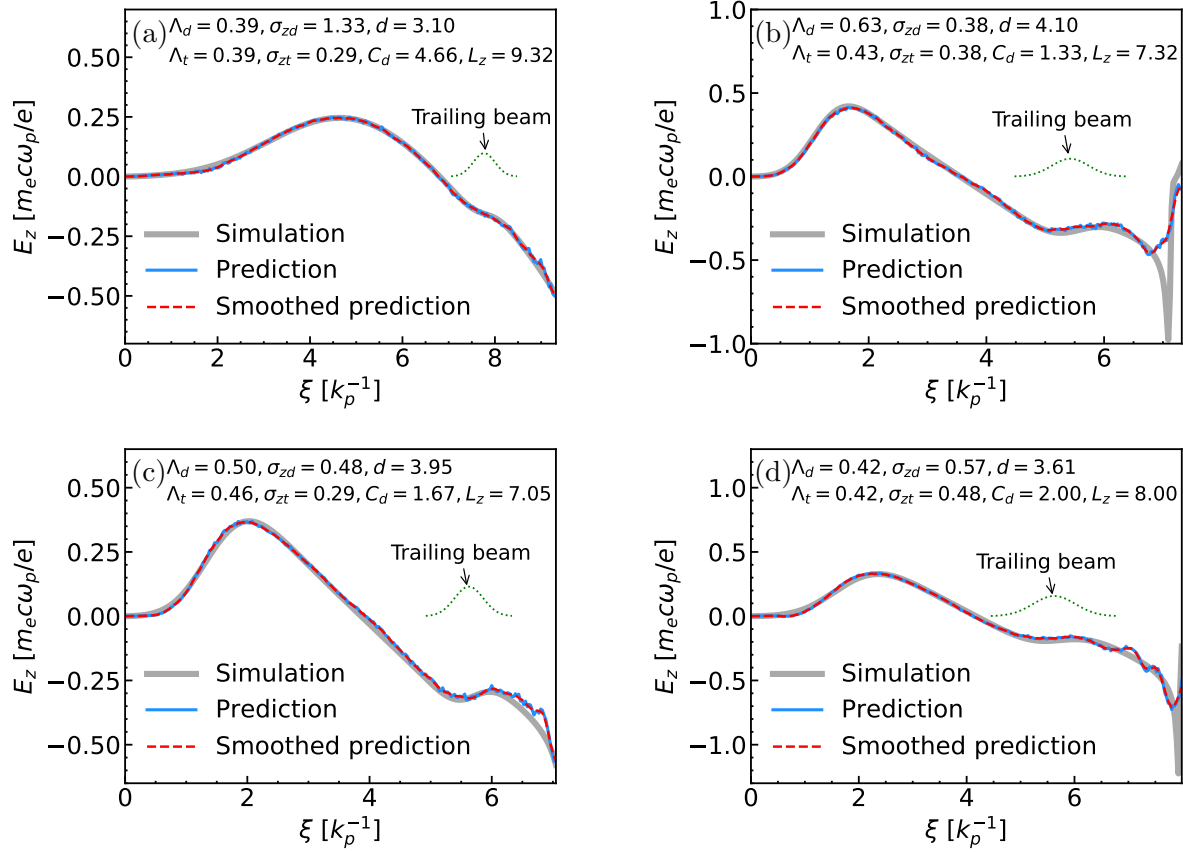 (a) Λ_d = 0.39, σ_zd = 1.33, d = 3.10
Λ_t = 0.39, σ_zt = 0.29, C_d = 4.66, L_z = 9.32
Trailing beam
Simulation
Prediction
Smoothed prediction
0.50
0.25
0.00
−0.25
−0.50
E_z [m_e cω_p/e]
0 2 4 6 8
ξ [k_p^{-1}]
(b) Λ_d = 0.63, σ_zd = 0.38, d = 4.10
Λ_t = 0.43, σ_zt = 0.38, C_d = 1.33, L_z = 7.32
Trailing beam
Simulation
Prediction
Smoothed prediction
1.0
0.5
0.0
−0.5
−1.0
E_z [m_e cω_p/e]
0 2 4 6
ξ [k_p^{-1}]
(c) Λ_d = 0.50, σ_zd = 0.48, d = 3.95
Λ_t = 0.46, σ_zt = 0.29, C_d = 1.67, L_z = 7.05
Trailing beam
Simulation
Prediction
Smoothed prediction
0.50
0.25
0.00
−0.25
−0.50
E_z [m_e cω_p/e]
0 2 4 6
ξ [k_p^{-1}]
(d) Λ_d = 0.42, σ_zd = 0.57, d = 3.61
Λ_t = 0.42, σ_zt = 0.48, C_d = 2.00, L_z = 8.00
Trailing beam
Simulation
Prediction
Smoothed prediction
1.0
0.5
0.0
−0.5
−1.0
E_z [m_e cω_p/e]
0 2 4 6
ξ [k_p^{-1}]